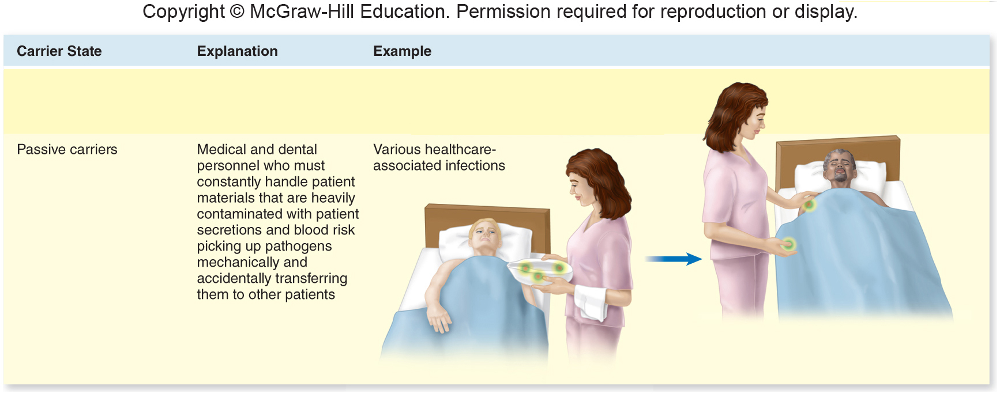 Copyright © McGraw-Hill Education. Permission required for reproduction or display.
Carrier State
Explanation
Example
Passive carriers
Medical and dental
personnel who must
constantly handle patient
materials that are heavily
contaminated with patient
secretions and blood risk
picking up pathogens
mechanically and
accidentally transferring
them to other patients
Various healthcare-
associated infections